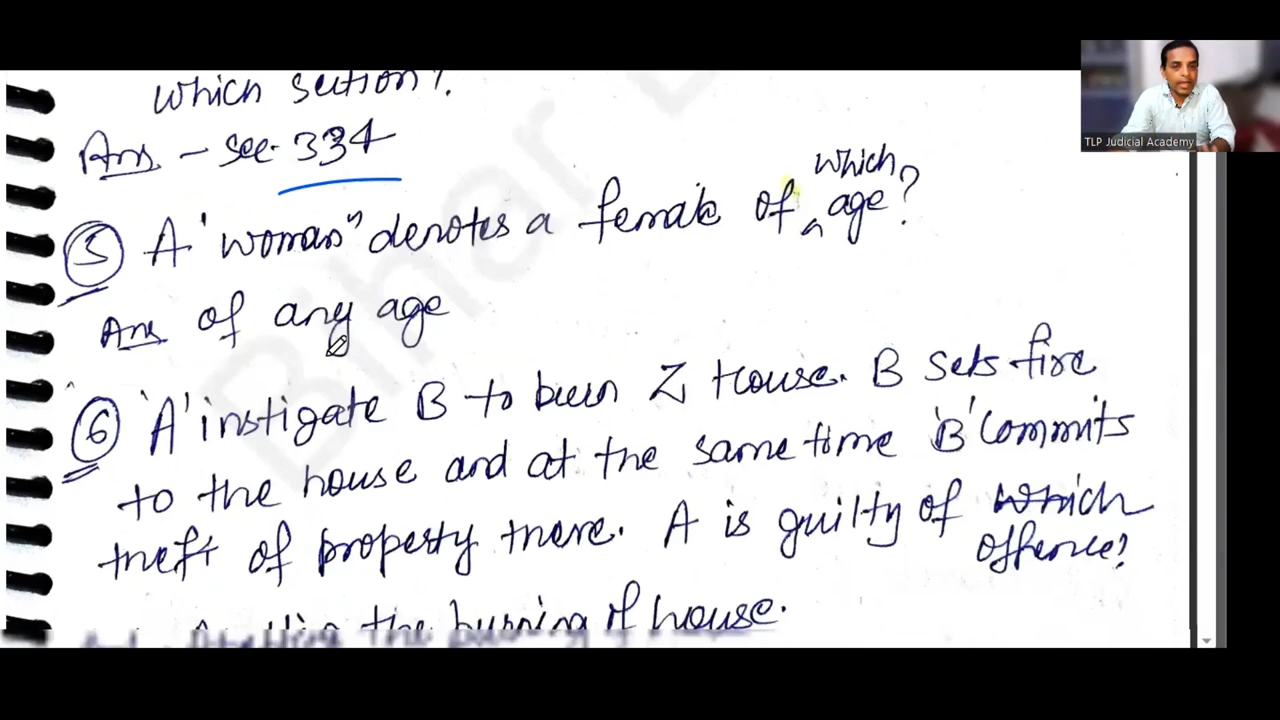 which section?
Ans - Sec. 334
TLP Judicial Academy
which
5 A "woman" denotes a female of ^ age?
Ans of any age
6 'A' instigate B to burn Z House. B sets fire
to the house and at the same time 'B' commits
theft of property there. A is guilty of which
offence?
the burning of house.
Bihar